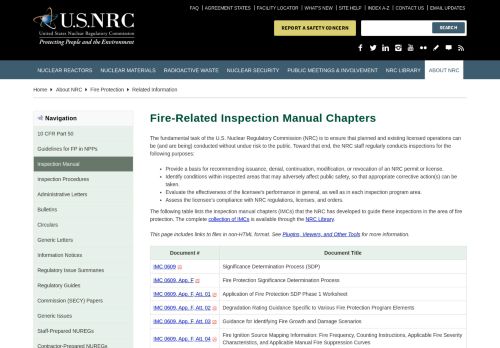 FAQ | AGREEMENT STATES | FACILITY LOCATOR | WHAT'S NEW | SITE HELP | INDEX A-Z | CONTACT US | EMAIL UPDATES
U.S.NRC
United States Nuclear Regulatory Commission
Protecting People and the Environment
REPORT A SAFETY CONCERN
SEARCH
NUCLEAR REACTORS NUCLEAR MATERIALS RADIOACTIVE WASTE NUCLEAR SECURITY PUBLIC MEETINGS & INVOLVEMENT NRC LIBRARY ABOUT NRC
Home ▸ About NRC ▸ Fire Protection ▸ Related Information
Navigation
10 CFR Part 50
Guidelines for FP in NPPs
Inspection Manual
Inspection Procedures
Administrative Letters
Bulletins
Circulars
Generic Letters
Information Notices
Regulatory Issue Summaries
Regulatory Guides
Commission (SECY) Papers
Generic Issues
Staff-Prepared NUREGs
Contractor-Prepared NUREGs
Fire-Related Inspection Manual Chapters
The fundamental task of the U.S. Nuclear Regulatory Commission (NRC) is to ensure that planned and existing licensed operations can
be (and are being) conducted without undue risk to the public. Toward that end, the NRC staff regularly conducts inspections for the
following purposes:
• Provide a basis for recommending issuance, denial, continuation, modification, or revocation of an NRC permit or license.
• Identify conditions within inspected areas that may adversely affect public safety, so that appropriate corrective action(s) can be
taken.
• Evaluate the effectiveness of the licensee's performance in general, as well as in each inspection program area.
• Assess the licensee's compliance with NRC regulations, licenses, and orders.
The following table lists the inspection manual chapters (IMCs) that the NRC has developed to guide these inspections in the area of fire
protection. The complete collection of IMCs is available through the NRC Library.
This page includes links to files in non-HTML format. See Plugins, Viewers, and Other Tools for more information.
Document # Document Title
IMC 0609 Significance Determination Process (SDP)
IMC 0609, App. F Fire Protection Significance Determination Process
IMC 0609, App. F, Att. 01 Application of Fire Protection SDP Phase 1 Worksheet
IMC 0609, App. F, Att. 02 Degradation Rating Guidance Specific to Various Fire Protection Program Elements
IMC 0609, App. F, Att. 03 Guidance for Identifying Fire Growth and Damage Scenarios
IMC 0609, App. F, Att. 04 Fire Ignition Source Mapping Information: Fire Frequency, Counting Instructions, Applicable Fire Severity
Characteristics, and Applicable Manual Fire Suppression Curves